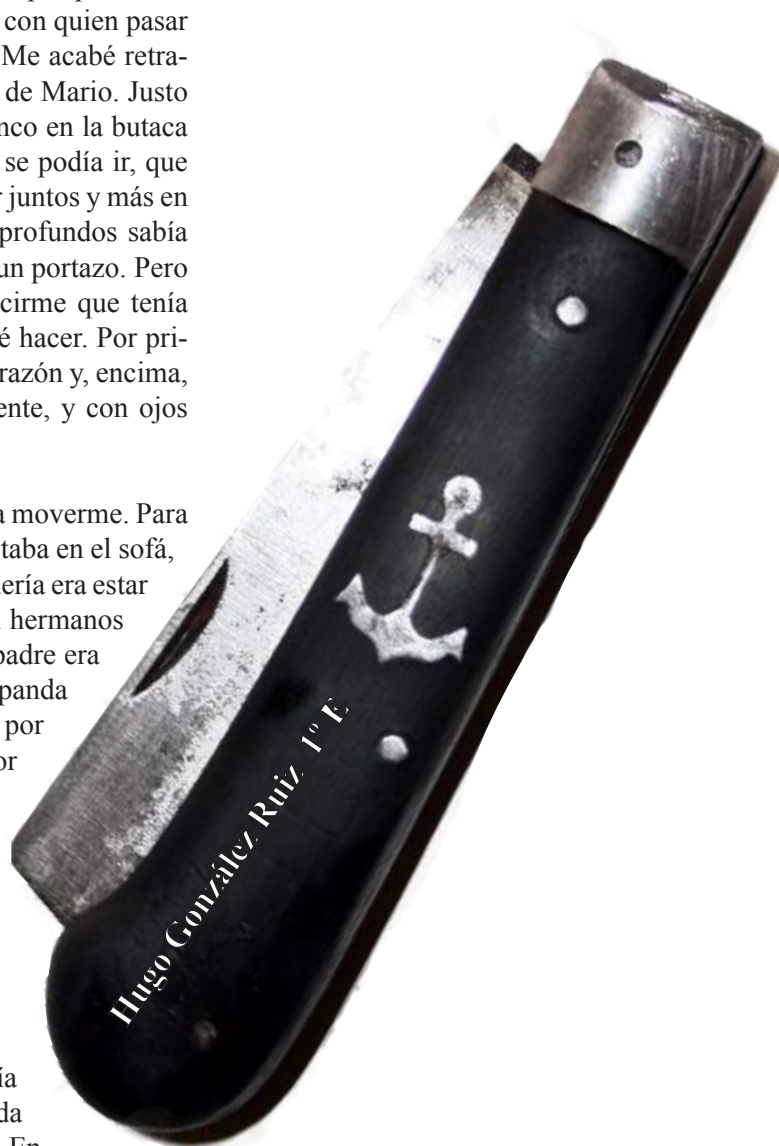 con quien pasar
Me acabé retra-
de Mario. Justo
nco en la butaca
se podía ir, que
r juntos y más en
profundos sabía
un portazo. Pero
cirme que tenía
é hacer. Por pri-
razón y, encima,
ente, y con ojos
a moverme. Para
taba en el sofá,
ería era estar
hermanos
padre era
panda
por
or
ía
da
En
Hugo González Ruiz 1º E